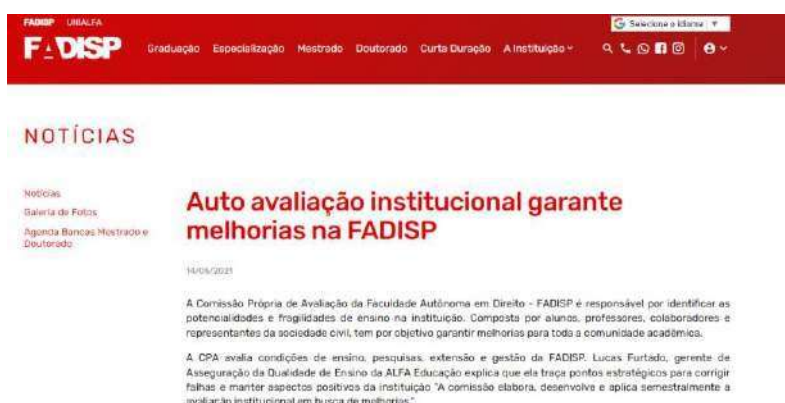 FADISP UNIALFA
Selecione o idioma
FADISP
Graduação Especialização Mestrado Doutorado Curta Duração A Instituição
NOTÍCIAS
Notícias
Galeria de Fotos
Agenda Bancas Mestrado e
Doutorado
Auto avaliação institucional garante
melhorias na FADISP
14/06/2021
A Comissão Própria de Avaliação da Faculdade Autônoma em Direito - FADISP é responsável por identificar as
potencialidades e fragilidades de ensino na instituição. Composta por alunos, professores, colaboradores e
representantes da sociedade civil, tem por objetivo garantir melhorias para toda a comunidade acadêmica.
A CPA avalia condições de ensino, pesquisas, extensão e gestão da FADISP. Lucas Furtado, gerente de
Asseguração da Qualidade de Ensino da ALFA Educação explica que ela traça pontos estratégicos para corrigir
falhas e manter aspectos positivos da instituição "A comissão elabora, desenvolve e aplica semestralmente a
avaliação institucional em busca de melhorias."